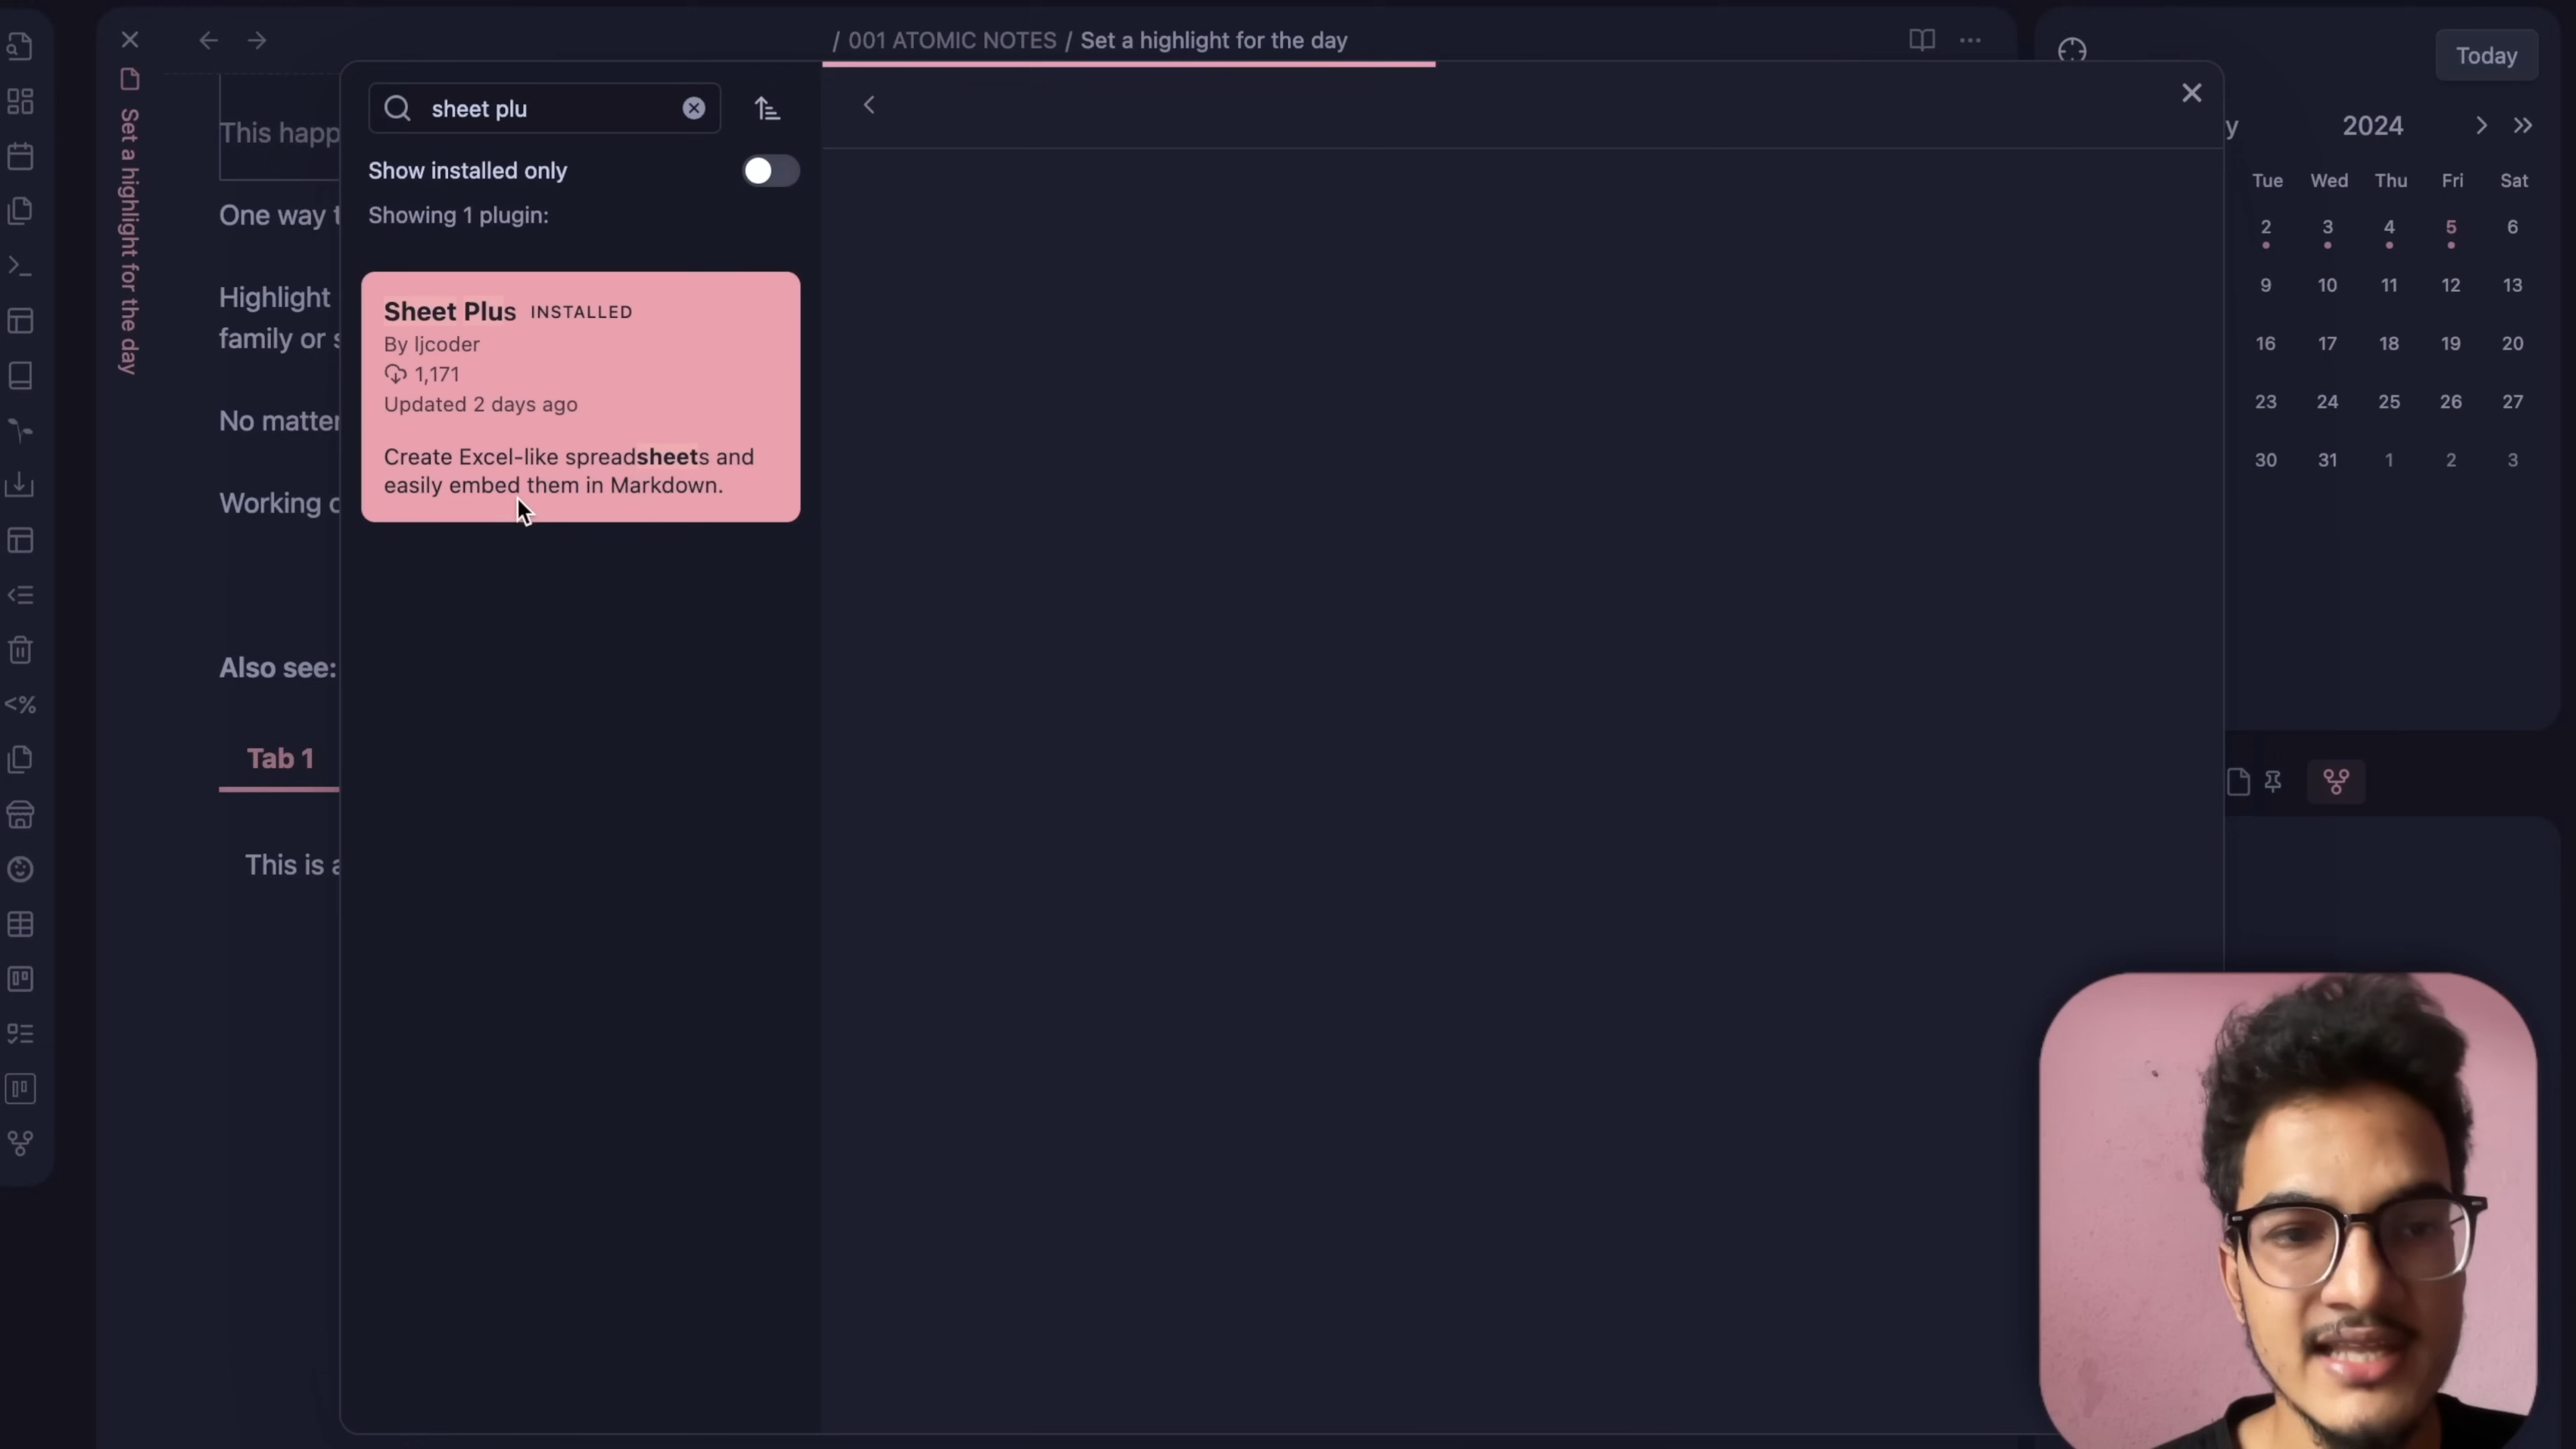 / 001 ATOMIC NOTES / Set a highlight for the day
Today
Set a highlight for the day
This happ
One way t
Highlight
family or s
No matter
Working o
Also see:
Tab 1
This is a
sheet plu
Show installed only
Showing 1 plugin:
Sheet Plus INSTALLED
By ljcoder
1,171
Updated 2 days ago
Create Excel-like spreadsheets and
easily embed them in Markdown.
y 2024
Tue Wed Thu Fri Sat
2 3 4 5 6
9 10 11 12 13
16 17 18 19 20
23 24 25 26 27
30 31 1 2 3
<%